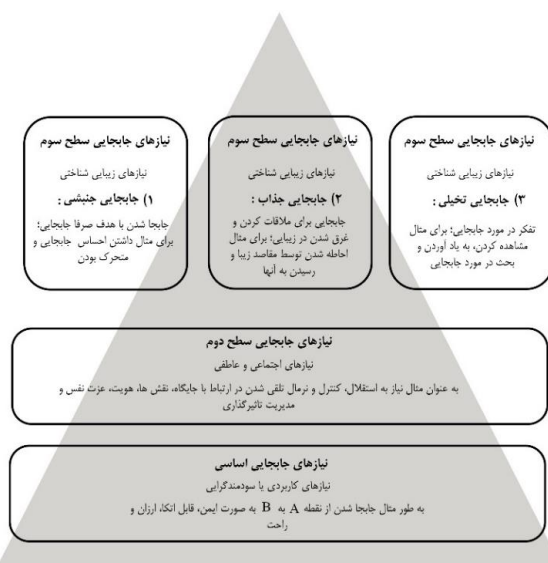 نیازهای جابجایی سطح سوم
نیازهای زیبایی شناختی
۱) جابجایی جنبشی :
جابجا شدن با هدف صرفا جابجایی؛
برای مثال داشتن احساس جابجایی و
متحرک بودن
نیازهای جابجایی سطح سوم
نیازهای زیبایی شناختی
۲) جابجایی جذاب :
جابجایی برای ملاقات کردن و
غرق شدن در زیبایی؛ برای مثال
احاطه شدن توسط مقاصد زیبا و
رسیدن به آنها
نیازهای جابجایی سطح سوم
نیازهای زیبایی شناختی
۳) جابجایی تخیلی :
تفکر در مورد جابجایی؛ برای مثال
مشاهده کردن، به یاد آوردن و
بحث در مورد جابجایی
نیازهای جابجایی سطح دوم
نیازهای اجتماعی و عاطفی
به عنوان مثال نیاز به استقلال، کنترل و نرمال تلقی شدن در ارتباط با جایگاه، نقش ها، هویت، عزت نفس و
مدیریت تاثیرگذاری
نیازهای جابجایی اساسی
نیازهای کاربردی یا سودمندگرایی
به طور مثال جابجا شدن از نقطه A به B به صورت ایمن، قابل اتکا، ارزان و
راحت